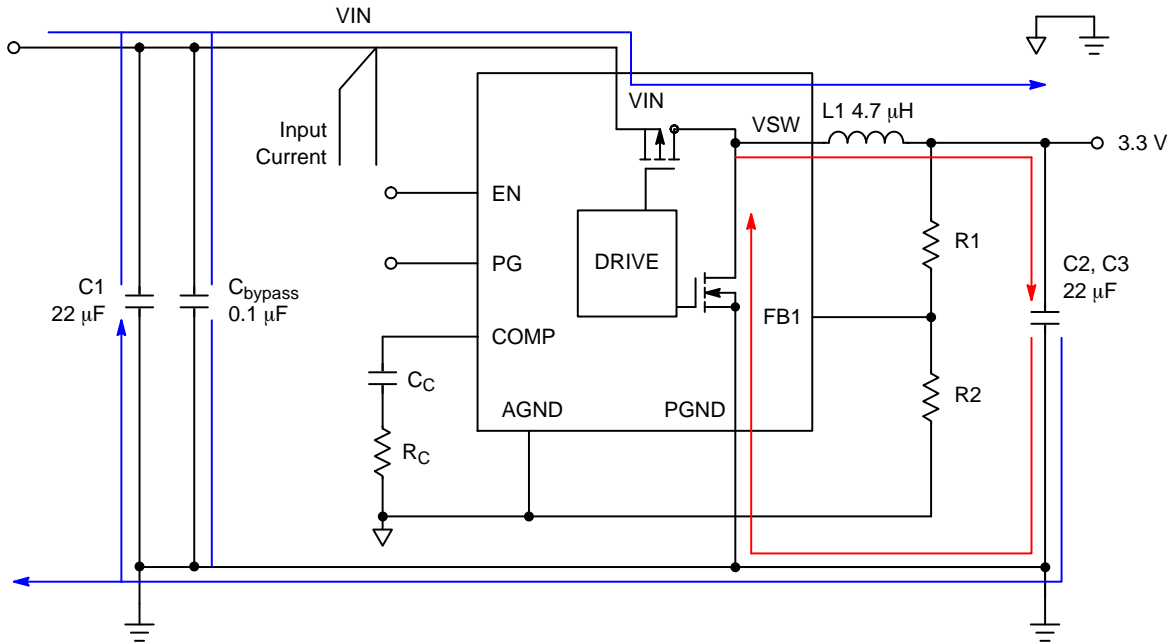 VIN
VIN
VSW
L1 4.7 μH
3.3 V
Input
Current
EN
PG
DRIVE
R1
C1
22 μF
Cbypass
0.1 μF
C2, C3
22 μF
FB1
COMP
CC
R2
AGND
PGND
RC